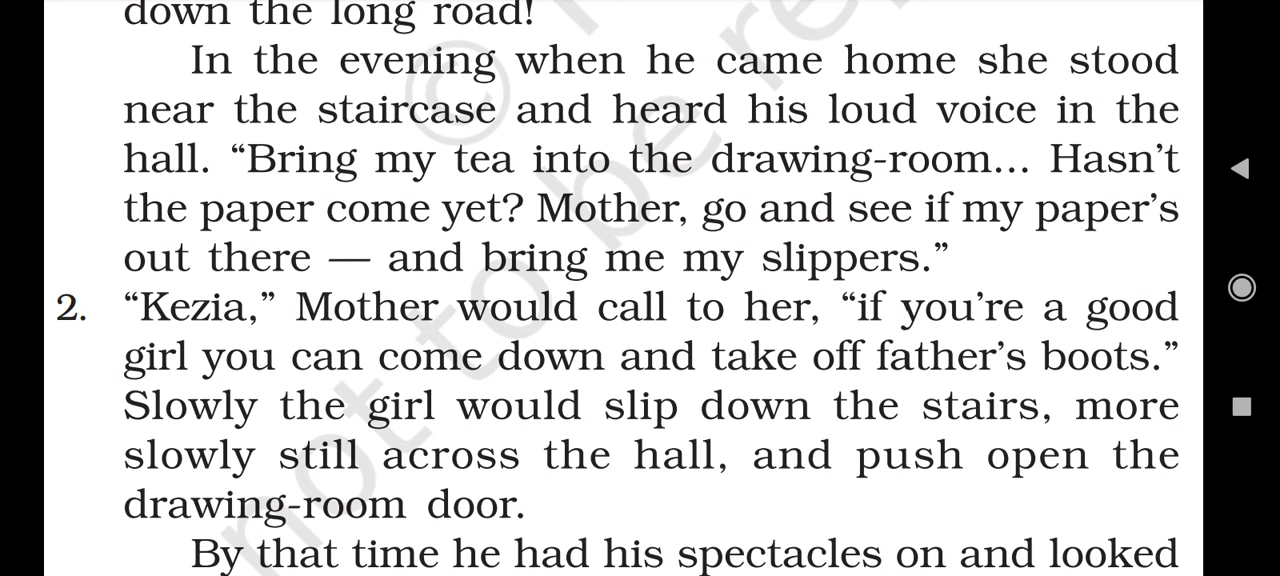 down the long road!
In the evening when he came home she stood
near the staircase and heard his loud voice in the
hall. “Bring my tea into the drawing-room... Hasn’t
the paper come yet? Mother, go and see if my paper’s
out there — and bring me my slippers.”
2. “Kezia,” Mother would call to her, “if you’re a good
girl you can come down and take off father’s boots.”
Slowly the girl would slip down the stairs, more
slowly still across the hall, and push open the
drawing-room door.
By that time he had his spectacles on and looked